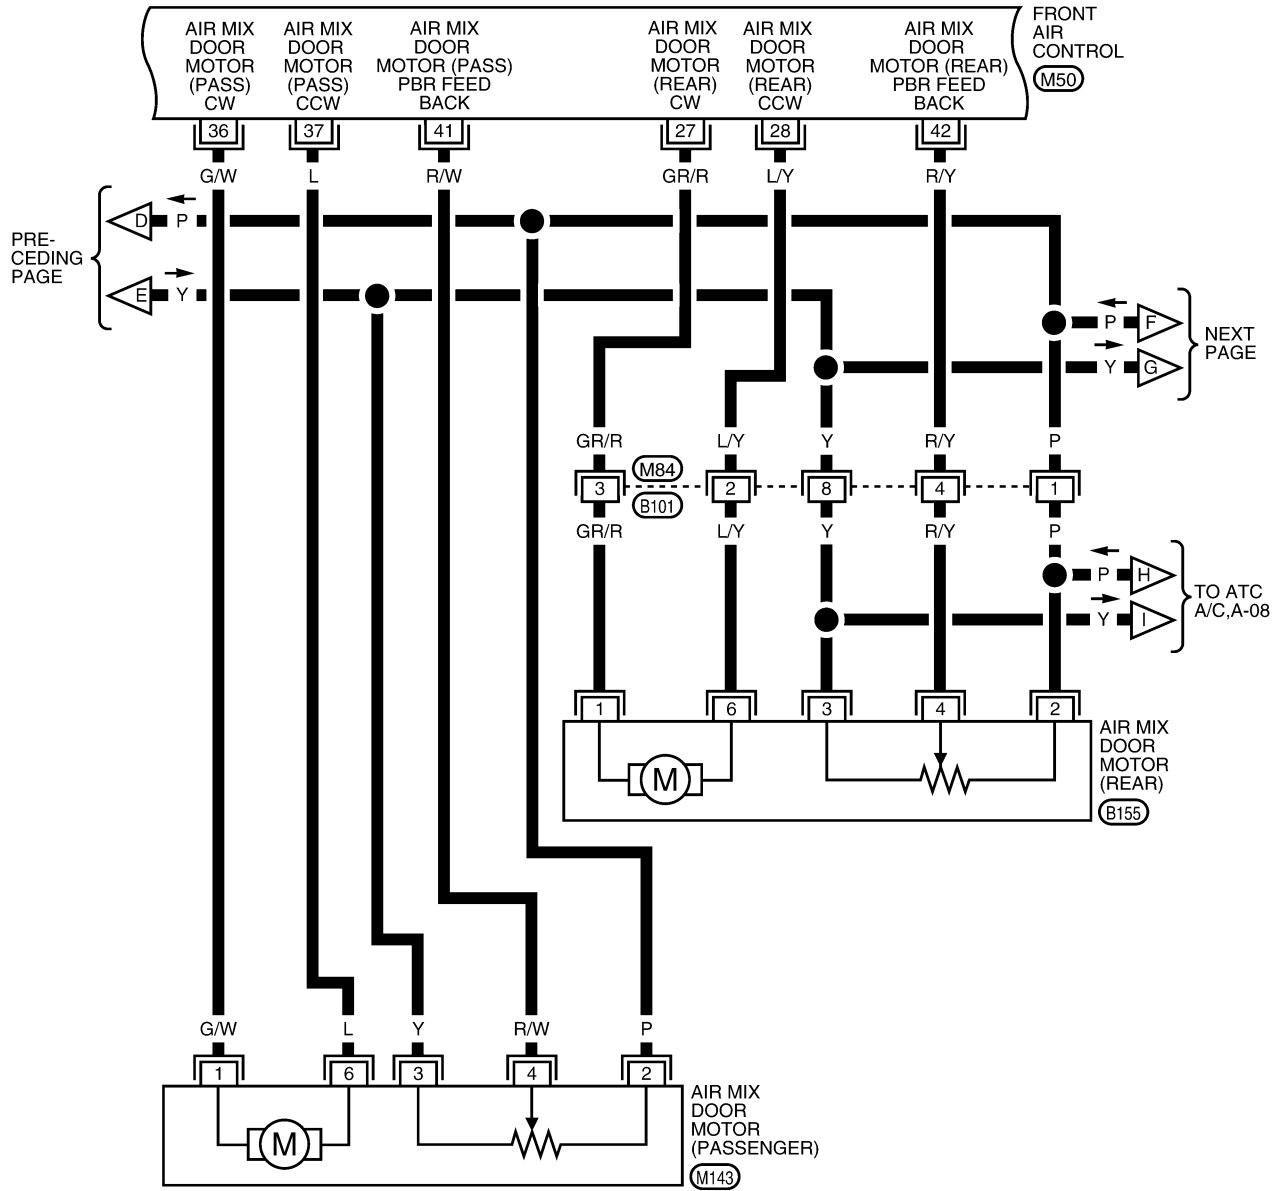 AIR MIX
DOOR
MOTOR
(PASS)
CW
AIR MIX
DOOR
MOTOR
(PASS)
CCW
AIR MIX
DOOR
MOTOR (PASS)
PBR FEED
BACK
AIR MIX
DOOR
MOTOR
(REAR)
CW
AIR MIX
DOOR
MOTOR
(REAR)
CCW
AIR MIX
DOOR
MOTOR (REAR)
PBR FEED
BACK
FRONT
AIR
CONTROL
M50
36 37 41 27 28 42
G/W L R/W GR/R L/Y R/Y
PRE-
CEDING
PAGE
D P
E Y
P F
Y G
NEXT
PAGE
GR/R L/Y Y R/Y P
M84
3 2 8 4 1
B101
GR/R L/Y Y R/Y P
P H
Y I
TO ATC
A/C,A-08
1 6 3 4 2
M
AIR MIX
DOOR
MOTOR
(REAR)
B155
G/W L Y R/W P
1 6 3 4 2
M
AIR MIX
DOOR
MOTOR
(PASSENGER)
M143